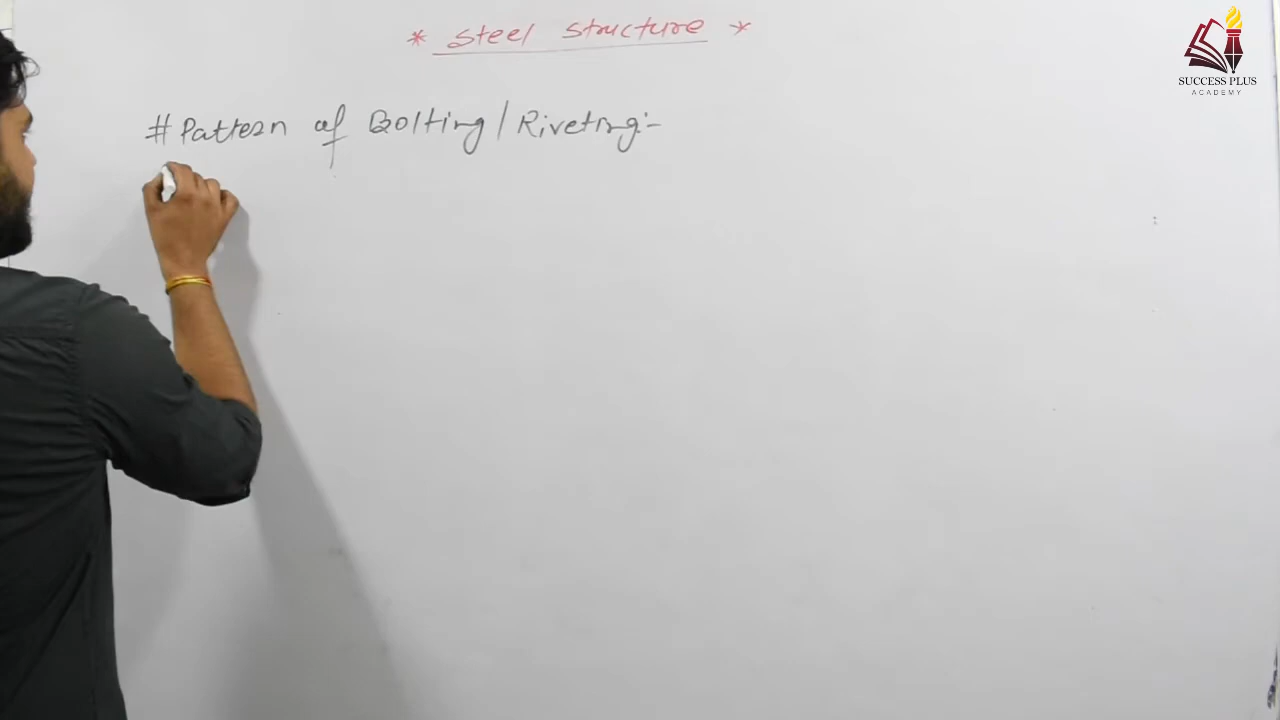 * Steel Structure *
SUCCESS PLUS
ACADEMY
#Pattern of Bolting/Riveting:-